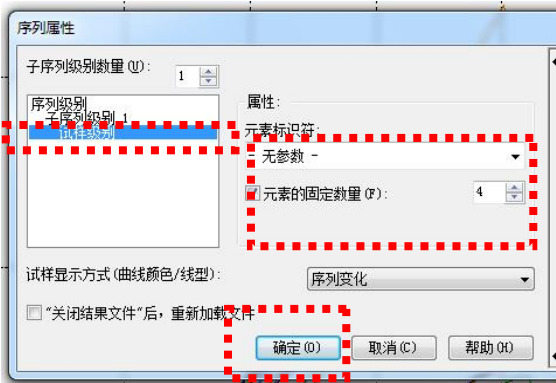 序列属性
子序列级别数量(U):
1
序列级别
子序列级别 1
试样级别
属性:
元素标识符:
- 无参数 -
元素的固定数量(F):
4
试样显示方式(曲线颜色/线型):
序列变化
"关闭结果文件"后，重新加载文件
确定(O)
取消(C)
帮助(H)